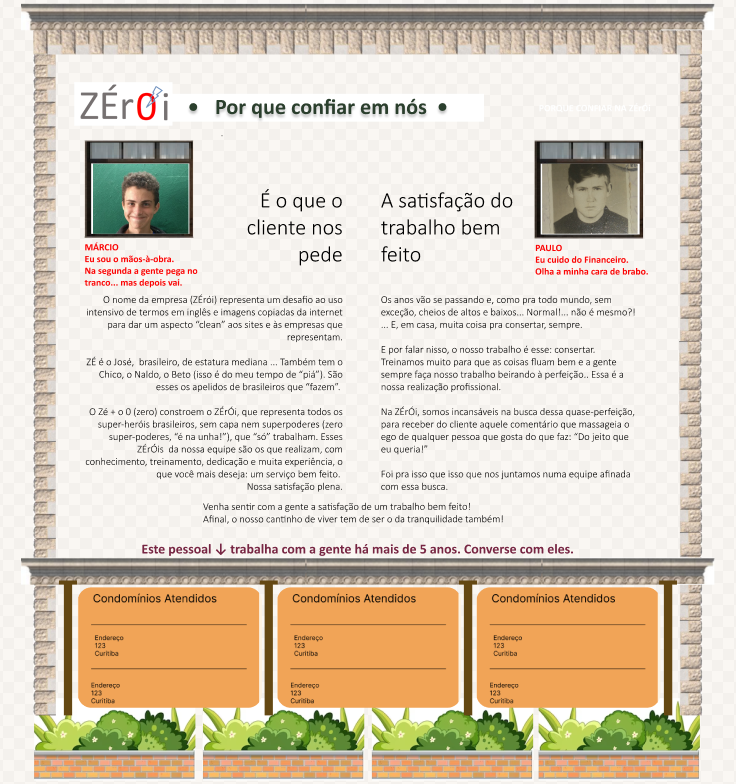 ZÉr0i • Por que confiar em nós •
PORQUE CONFIAR NA ZÉRÓI
MÁRCIO
Eu sou o mãos-à-obra.
Na segunda a gente pega no
tranco... mas depois vai.
É o que o
cliente nos
pede
A satisfação do
trabalho bem
feito
PAULO
Eu cuido do Financeiro.
Olha a minha cara de brabo.
O nome da empresa (ZÉrói) representa um desafio ao uso
intensivo de termos em inglês e imagens copiadas da internet
para dar um aspecto “clean” aos sites e às empresas que
representam.
ZÉ é o José, brasileiro, de estatura mediana ... Também tem o
Chico, o Naldo, o Beto (isso é do meu tempo de “piá”). São
esses os apelidos de brasileiros que “fazem”.
O Zé + o 0 (zero) constroem o ZÉrÓi, que representa todos os
super-heróis brasileiros, sem capa nem superpoderes (zero
super-poderes, “é na unha!”), que “só” trabalham. Esses
ZÉrÓis da nossa equipe são os que realizam, com
conhecimento, treinamento, dedicação e muita experiência, o
que você mais deseja: um serviço bem feito.
Nossa satisfação plena.
Os anos vão se passando e, como pra todo mundo, sem
exceção, cheios de altos e baixos... Normal!... não é mesmo?!
... E, em casa, muita coisa pra consertar, sempre.
E por falar nisso, o nosso trabalho é esse: consertar.
Treinamos muito para que as coisas fluam bem e a gente
sempre faça nosso trabalho beirando à perfeição.. Essa é a
nossa realização profissional.
Na ZÉrÓi, somos incansáveis na busca dessa quase-perfeição,
para receber do cliente aquele comentário que massageia o
ego de qualquer pessoa que gosta do que faz: “Do jeito que
eu queria!”
Foi pra isso que isso que nos juntamos numa equipe afinada
com essa busca.
Venha sentir com a gente a satisfação de um trabalho bem feito!
Afinal, o nosso cantinho de viver tem de ser o da tranquilidade também!
Este pessoal ↓ trabalha com a gente há mais de 5 anos. Converse com eles.
Condomínios Atendidos
Endereço
123
Curitiba
Endereço
123
Curitiba
Condomínios Atendidos
Endereço
123
Curitiba
Endereço
123
Curitiba
Condomínios Atendidos
Endereço
123
Curitiba
Endereço
123
Curitiba